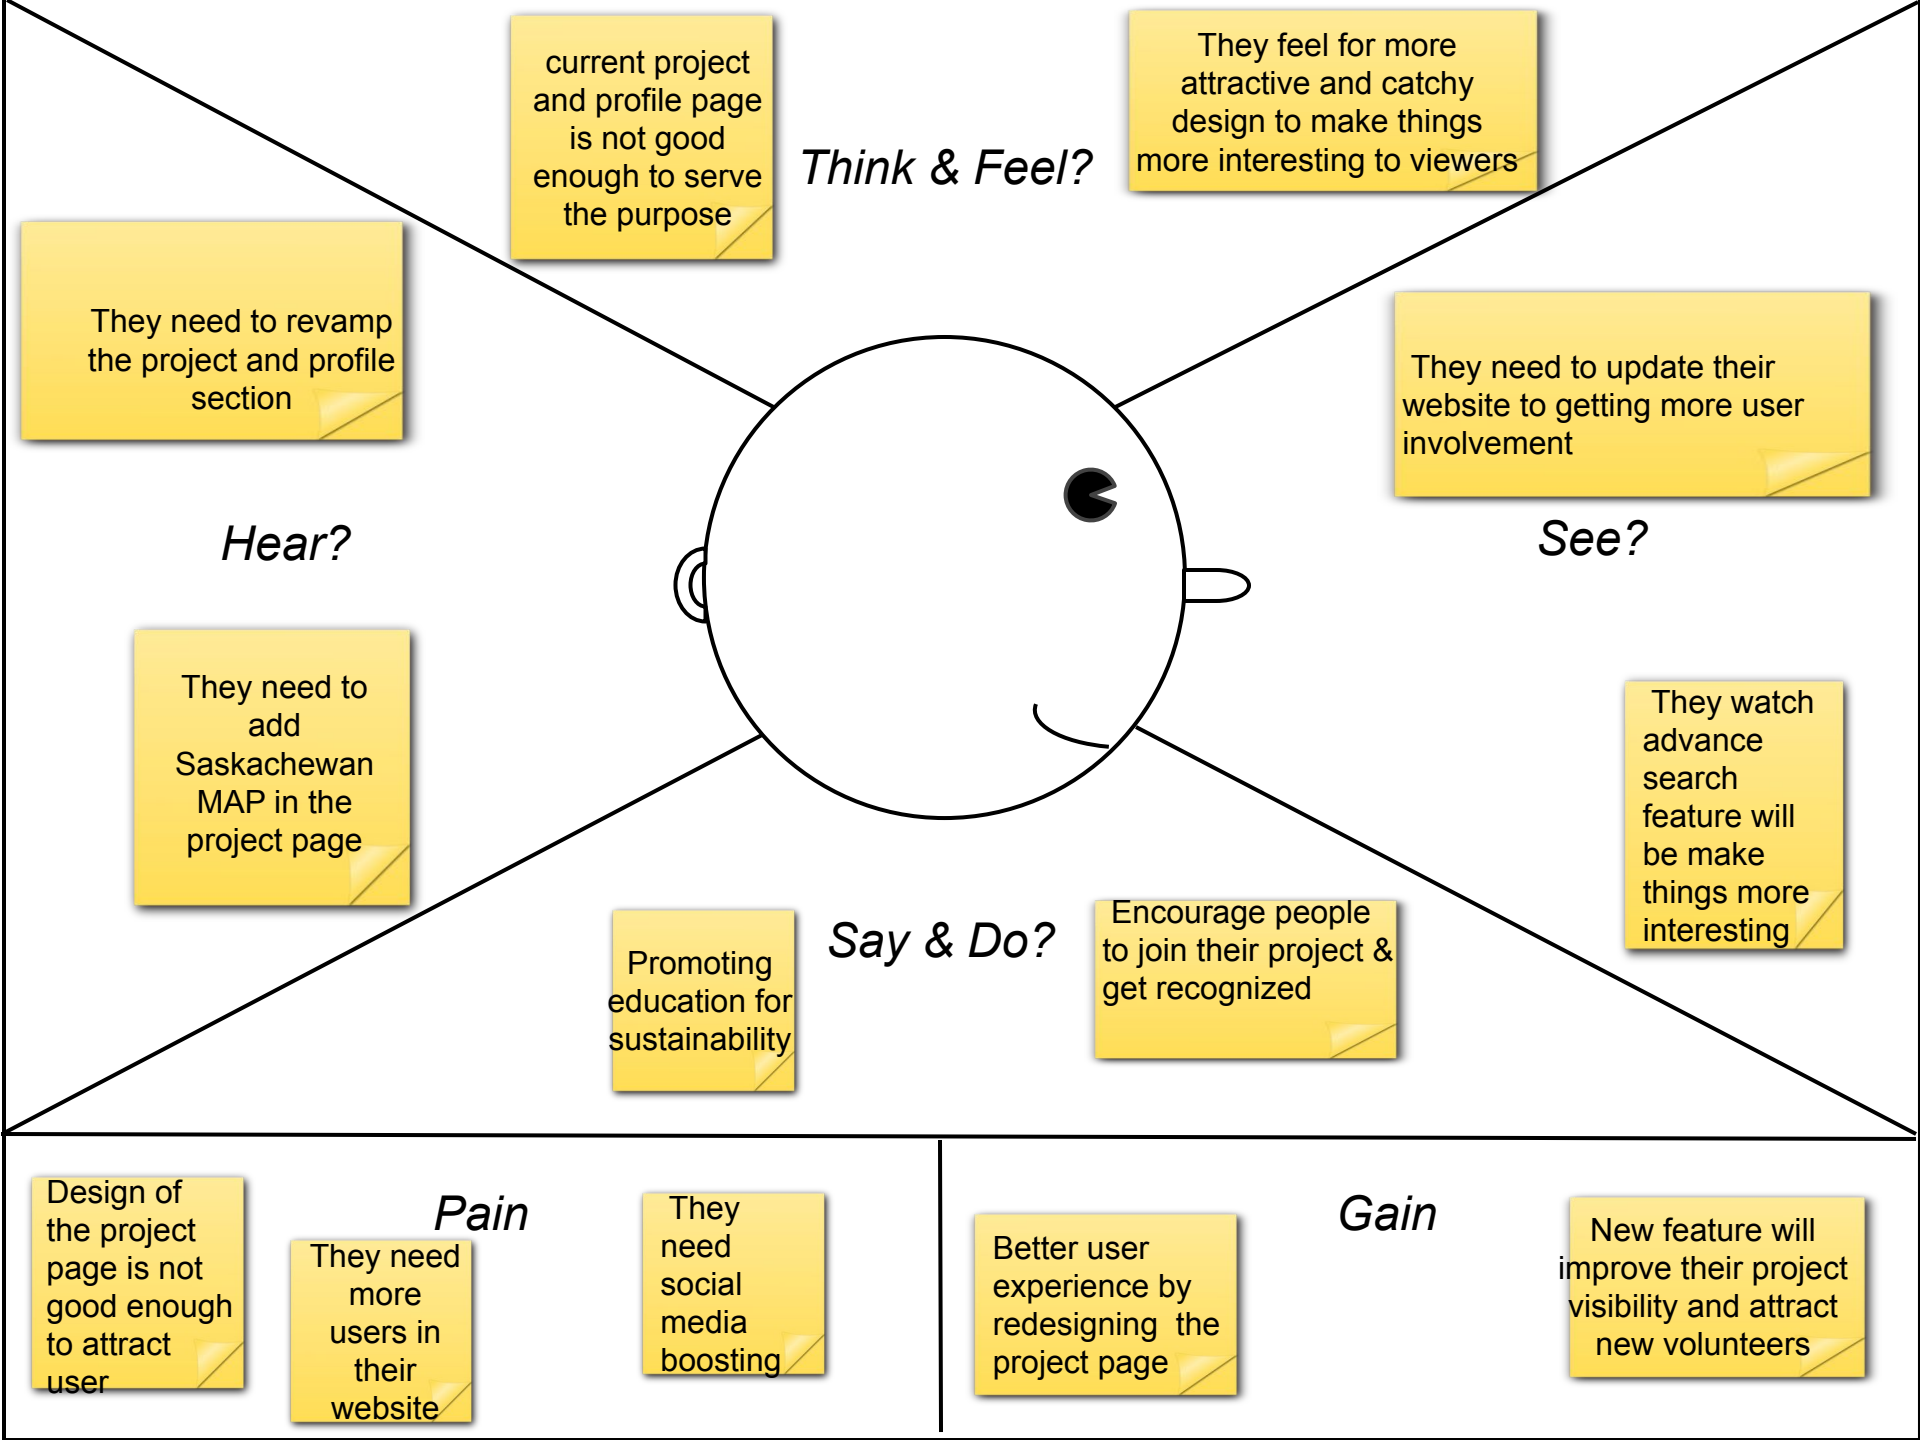 current project
and profile page
is not good
enough to serve
the purpose
Think & Feel?
They feel for more
attractive and catchy
design to make things
more interesting to viewers
They need to revamp
the project and profile
section
Hear?
They need to
add
Saskachewan
MAP in the
project page
They need to update their
website to getting more user
involvement
See?
They watch
advance
search
feature will
be make
things more
interesting
Promoting
education for
sustainability
Say & Do?
Encourage people
to join their project &
get recognized
Pain
Design of
the project
page is not
good enough
to attract
user
They need
more
users in
their
website
They
need
social
media
boosting
Gain
Better user
experience by
redesigning the
project page
New feature will
improve their project
visibility and attract
new volunteers